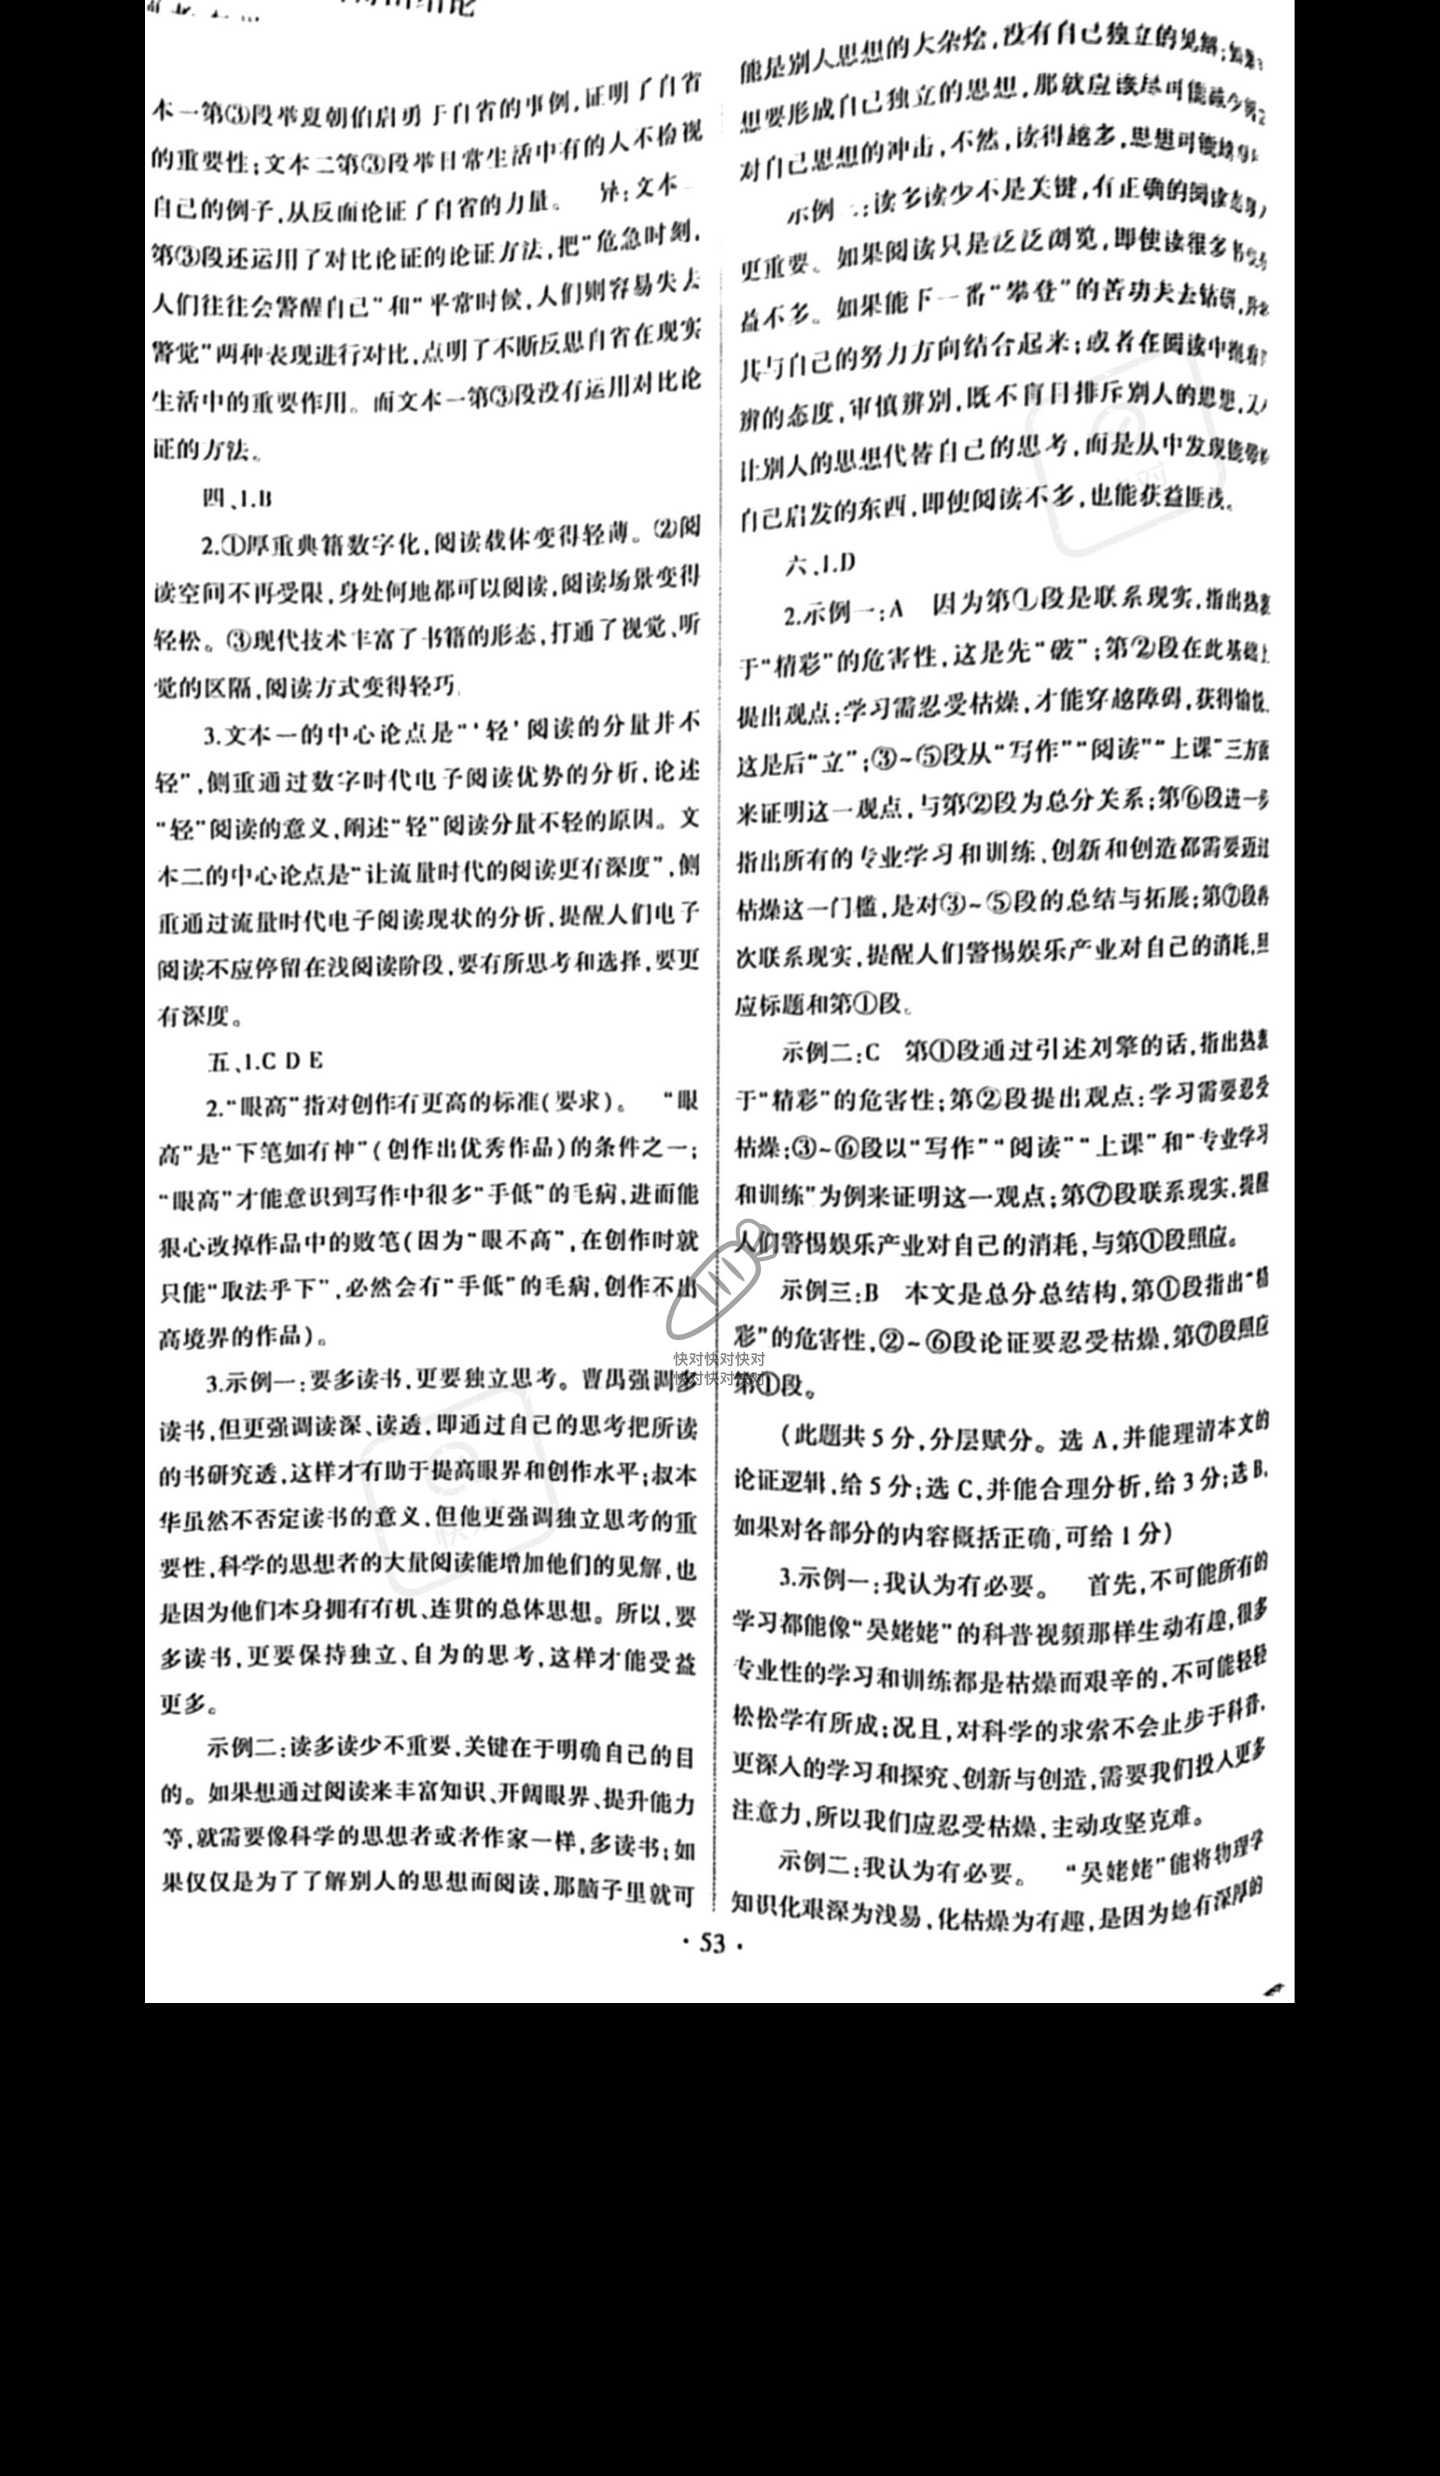 本一第③段举夏朝伯启勇于自省的事例,证明了自省
的重要性;文本二第③段举日常生活中有的人不检视
自己的例子,从反面论证了自省的力量。 异:文本二
第③段还运用了对比论证的论证方法,把“危急时刻,
人们往往会警醒自己”和“平常时候,人们则容易失去
警觉”两种表现进行对比,点明了不断反思自省在现实
生活中的重要作用。而文本一第③段没有运用对比论
证的方法。
四、1.B
2.①厚重典籍数字化,阅读载体变得轻薄。②阅
读空间不再受限,身处何地都可以阅读,阅读场景变得
轻松。③现代技术丰富了书籍的形态,打通了视觉、听
觉的区隔,阅读方式变得轻巧。
3.文本一的中心论点是“‘轻’阅读的分量并不
轻”,侧重通过数字时代电子阅读优势的分析,论述
“轻”阅读的意义,阐述“轻”阅读分量不轻的原因。文
本二的中心论点是“让流量时代的阅读更有深度”,侧
重通过流量时代电子阅读现状的分析,提醒人们电子
阅读不应停留在浅阅读阶段,要有所思考和选择,要更
有深度。
五、1.C D E
2.“眼高”指对创作有更高的标准(要求)。 “眼
高”是“下笔如有神”(创作出优秀作品)的条件之一;
“眼高”才能意识到写作中很多“手低”的毛病,进而能
狠心改掉作品中的败笔(因为“眼不高”,在创作时就
只能“取法乎下”,必然会有“手低”的毛病,创作不出
高境界的作品)。
3.示例一:要多读书,更要独立思考。曹禺强调多
读书,但更强调读深、读透,即通过自己的思考把所读
的书研究透,这样才有助于提高眼界和创作水平;叔本
华虽然不否定读书的意义,但他更强调独立思考的重
要性,科学的思想者的大量阅读能增加他们的见解,也
是因为他们本身拥有有机、连贯的总体思想。所以,要
多读书,更要保持独立、自为的思考,这样才能受益
更多。
示例二:读多读少不重要,关键在于明确自己的目
的。如果想通过阅读来丰富知识、开阔眼界、提升能力
等,就需要像科学的思想者或者作家一样,多读书;如
果仅仅是为了了解别人的思想而阅读,那脑子里就可
能是别人思想的大杂烩,没有自己独立的见解;如果
想要形成自己独立的思想,那就应该尽可能减少
对自己思想的冲击,不然,读得越多,思想可能越
示例三:读多读少不是关键,有正确的阅读
更重要。如果阅读只是泛泛浏览,即使读很多书
益不多。如果能下一番“攀登”的苦功夫去钻研,并将
其与自己的努力方向结合起来;或者在阅读中抱着
辨的态度,审慎辨别,既不盲目排斥别人的思想,又
让别人的思想代替自己的思考,而是从中发现能够
自己启发的东西,即使阅读不多,也能获益匪浅。
六、1.D
2.示例一:A 因为第①段是联系现实,指出热衷
于“精彩”的危害性,这是先“破”;第②段在此基础上
提出观点:学习需忍受枯燥,才能穿越障碍,获得愉悦,
这是后“立”;③~⑤段从“写作”“阅读”“上课”三方面
来证明这一观点,与第②段为总分关系;第⑥段进一步
指出所有的专业学习和训练、创新和创造都需要迈过
枯燥这一门槛,是对③~⑤段的总结与拓展;第⑦段再
次联系现实,提醒人们警惕娱乐产业对自己的消耗,照
应标题和第①段。
示例二:C 第①段通过引述刘擎的话,指出热衷
于“精彩”的危害性;第②段提出观点:学习需要忍受
枯燥;③~⑥段以“写作”“阅读”“上课”和“专业学习
和训练”为例来证明这一观点;第⑦段联系现实,提醒
人们警惕娱乐产业对自己的消耗,与第①段照应。
示例三:B 本文是总分总结构,第①段指出“精
彩”的危害性,②~⑥段论证要忍受枯燥,第⑦段照应
第①段。
(此题共5分,分层赋分。选 A,并能理清本文的
论证逻辑,给5分;选 C,并能合理分析,给3分;选 B,
如果对各部分的内容概括正确,可给1分)
3.示例一:我认为有必要。 首先,不可能所有的
学习都能像“吴姥姥”的科普视频那样生动有趣,很多
专业性的学习和训练都是枯燥而艰辛的,不可能轻轻
松松学有所成;况且,对科学的求索不会止步于科普,
更深入的学习和探究、创新与创造,需要我们投入更多
注意力,所以我们应忍受枯燥,主动攻坚克难。
示例二:我认为有必要。 “吴姥姥”能将物理学
知识化艰深为浅易,化枯燥为有趣,是因为她有深厚的
·53·
快对快对快对
快对快对快对